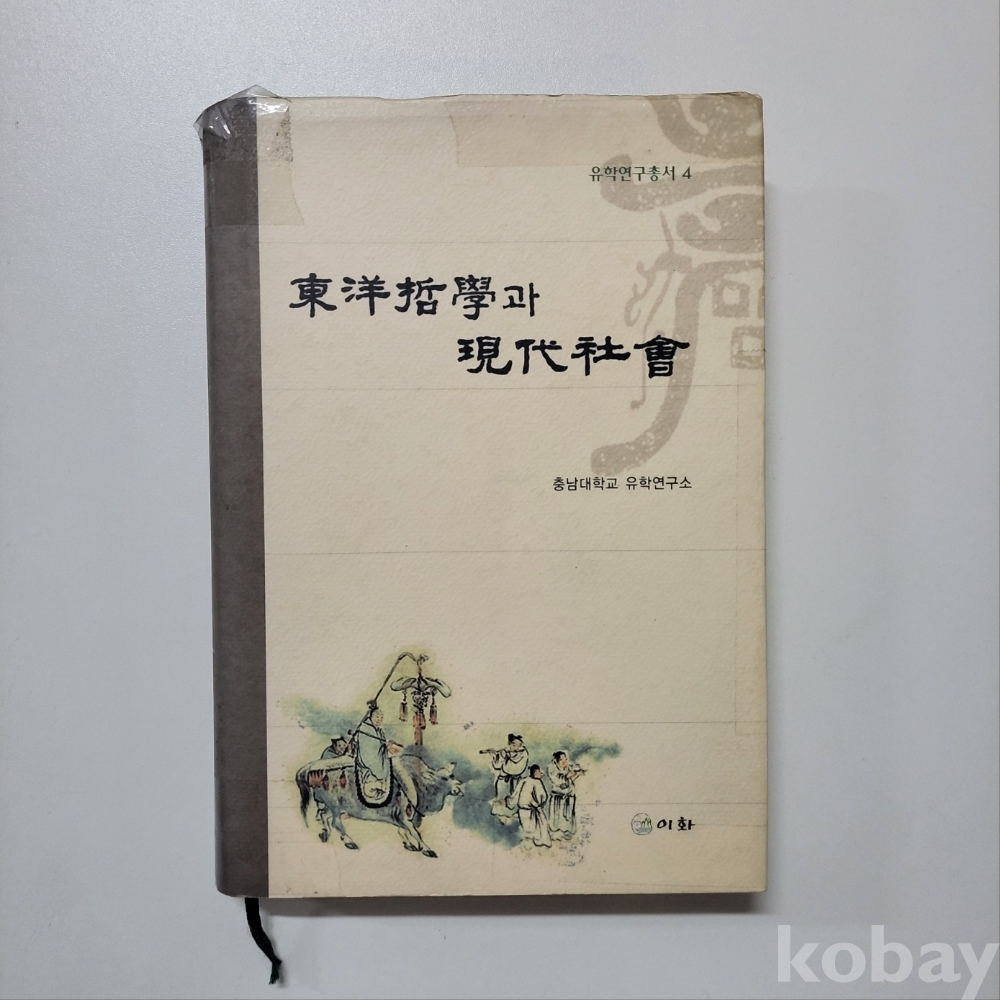 유학연구총서 4
東洋哲學과
現代社會
충남대학교 유학연구소
이화
kobay